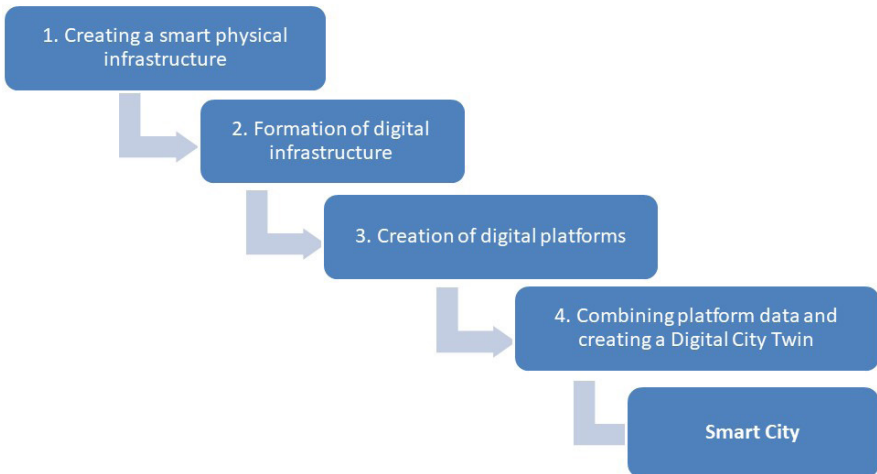 1. Creating a smart physical
infrastructure
2. Formation of digital
infrastructure
3. Creation of digital platforms
4. Combining platform data and
creating a Digital City Twin
Smart City